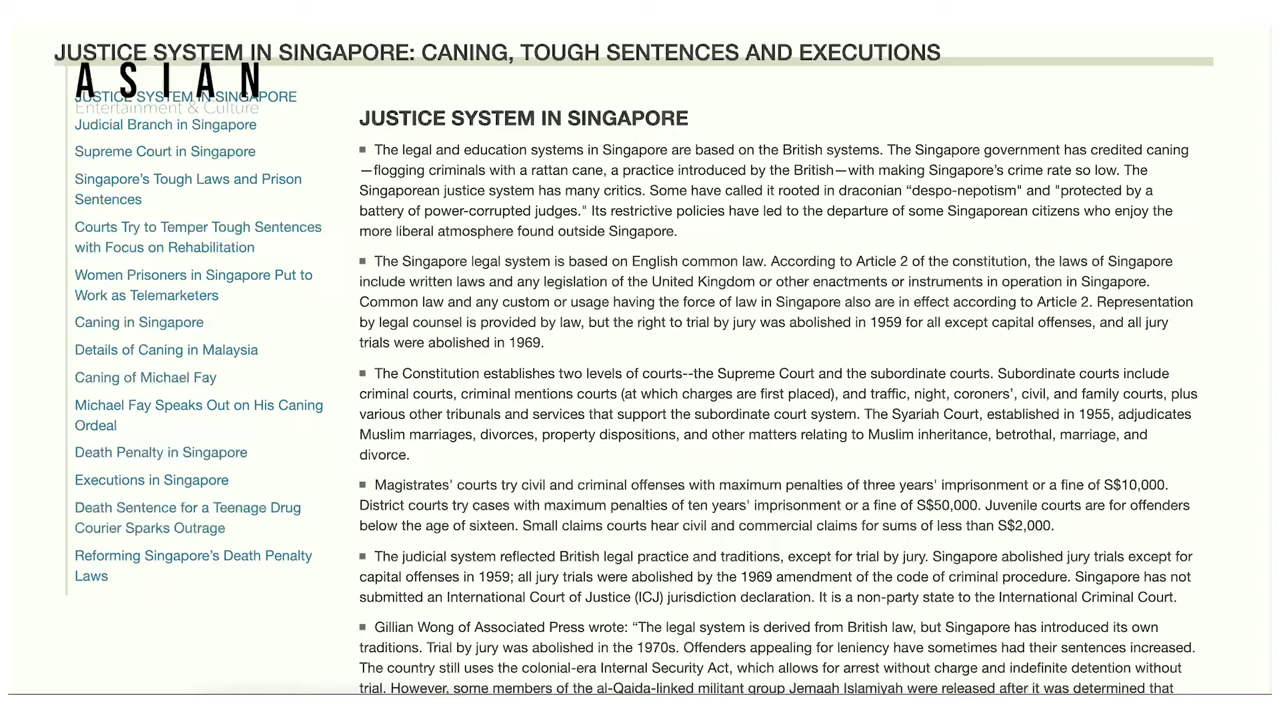 JUSTICE SYSTEM IN SINGAPORE: CANING, TOUGH SENTENCES AND EXECUTIONS
ASIAN
Entertainment & Culture
JUSTICE SYSTEM IN SINGAPORE
Judicial Branch in Singapore
Supreme Court in Singapore
Singapore's Tough Laws and Prison
Sentences
Courts Try to Temper Tough Sentences
with Focus on Rehabilitation
Women Prisoners in Singapore Put to
Work as Telemarketers
Caning in Singapore
Details of Caning in Malaysia
Caning of Michael Fay
Michael Fay Speaks Out on His Caning
Ordeal
Death Penalty in Singapore
Executions in Singapore
Death Sentence for a Teenage Drug
Courier Sparks Outrage
Reforming Singapore's Death Penalty
Laws
JUSTICE SYSTEM IN SINGAPORE
The legal and education systems in Singapore are based on the British systems. The Singapore government has credited caning
—flogging criminals with a rattan cane, a practice introduced by the British—with making Singapore's crime rate so low. The
Singaporean justice system has many critics. Some have called it rooted in draconian “despo-nepotism" and "protected by a
battery of power-corrupted judges." Its restrictive policies have led to the departure of some Singaporean citizens who enjoy the
more liberal atmosphere found outside Singapore.
The Singapore legal system is based on English common law. According to Article 2 of the constitution, the laws of Singapore
include written laws and any legislation of the United Kingdom or other enactments or instruments in operation in Singapore.
Common law and any custom or usage having the force of law in Singapore also are in effect according to Article 2. Representation
by legal counsel is provided by law, but the right to trial by jury was abolished in 1959 for all except capital offenses, and all jury
trials were abolished in 1969.
The Constitution establishes two levels of courts--the Supreme Court and the subordinate courts. Subordinate courts include
criminal courts, criminal mentions courts (at which charges are first placed), and traffic, night, coroners', civil, and family courts, plus
various other tribunals and services that support the subordinate court system. The Syariah Court, established in 1955, adjudicates
Muslim marriages, divorces, property dispositions, and other matters relating to Muslim inheritance, betrothal, marriage, and
divorce.
Magistrates' courts try civil and criminal offenses with maximum penalties of three years' imprisonment or a fine of S$10,000.
District courts try cases with maximum penalties of ten years' imprisonment or a fine of S$50,000. Juvenile courts are for offenders
below the age of sixteen. Small claims courts hear civil and commercial claims for sums of less than S$2,000.
The judicial system reflected British legal practice and traditions, except for trial by jury. Singapore abolished jury trials except for
capital offenses in 1959; all jury trials were abolished by the 1969 amendment of the code of criminal procedure. Singapore has not
submitted an International Court of Justice (ICJ) jurisdiction declaration. It is a non-party state to the International Criminal Court.
Gillian Wong of Associated Press wrote: “The legal system is derived from British law, but Singapore has introduced its own
traditions. Trial by jury was abolished in the 1970s. Offenders appealing for leniency have sometimes had their sentences increased.
The country still uses the colonial-era Internal Security Act, which allows for arrest without charge and indefinite detention without
trial. However, some members of the al-Qaida-linked militant group Jemaah Islamiyah were released after it was determined that